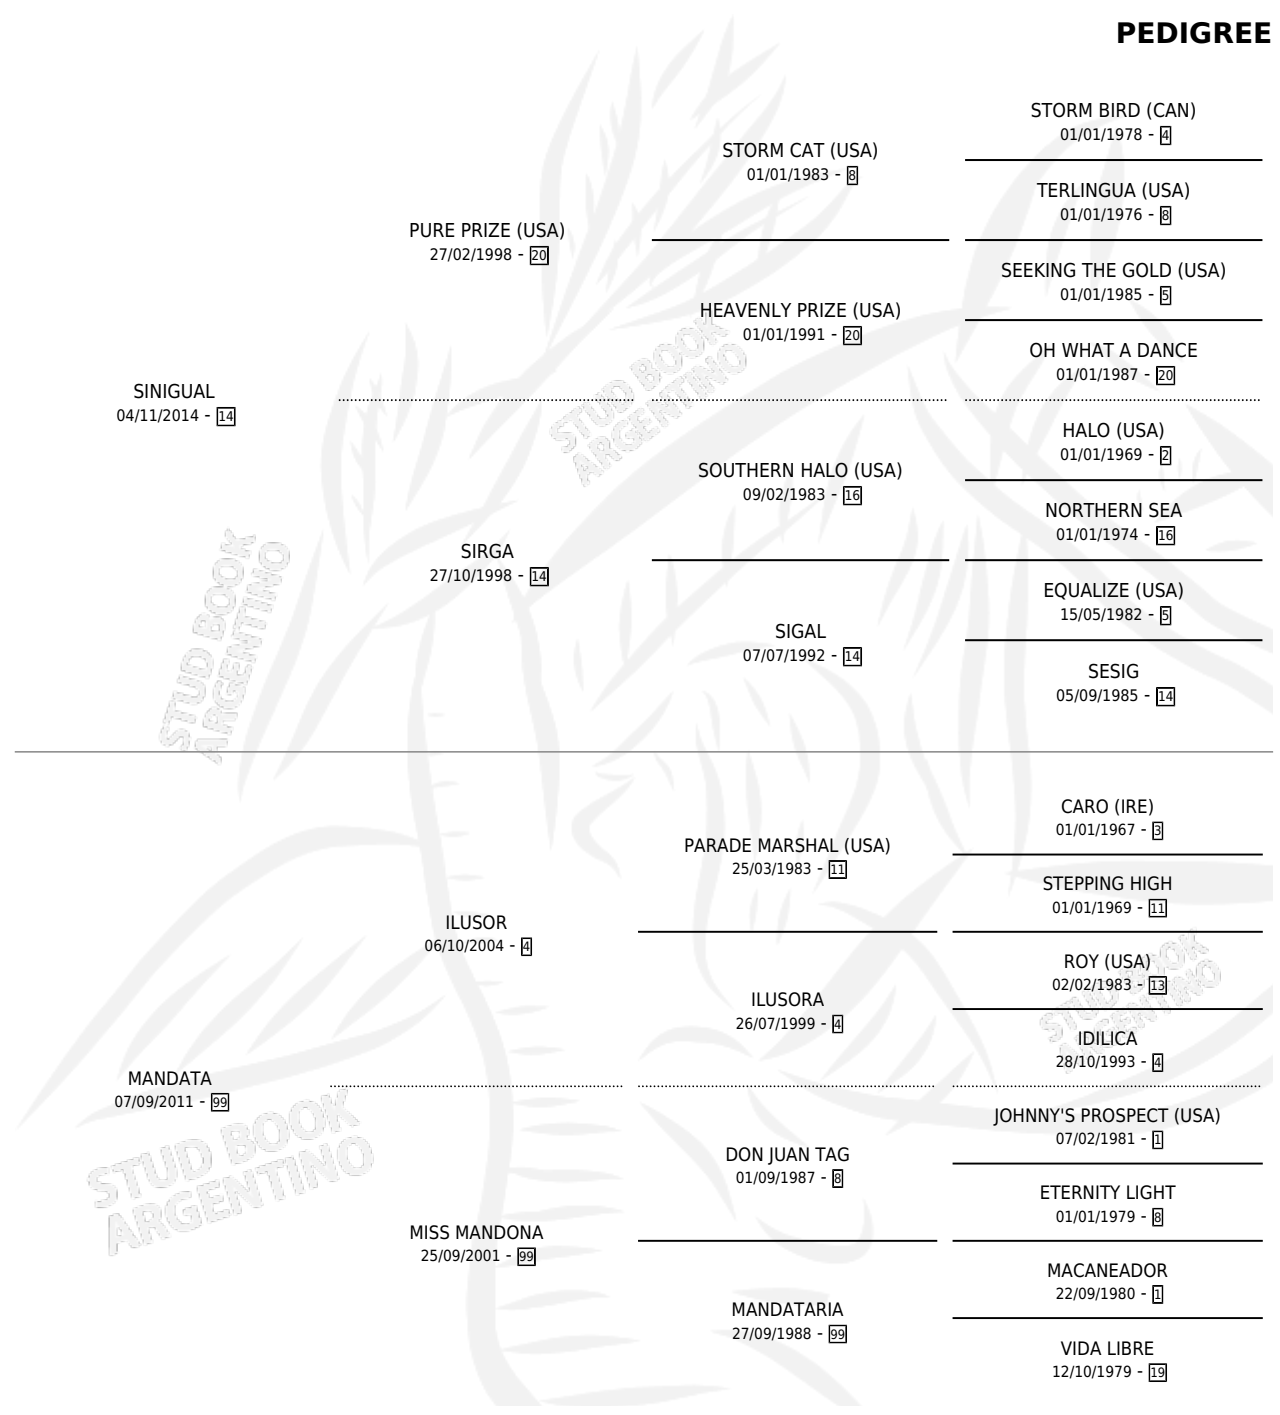 PEDIGREE
STORM BIRD (CAN)
01/01/1978 - 4
STORM CAT (USA)
01/01/1983 - 8
TERLINGUA (USA)
01/01/1976 - 8
PURE PRIZE (USA)
27/02/1998 - 20
SEEKING THE GOLD (USA)
01/01/1985 - 5
HEAVENLY PRIZE (USA)
01/01/1991 - 20
OH WHAT A DANCE
01/01/1987 - 20
SINIGUAL
04/11/2014 - 14
HALO (USA)
01/01/1969 - 2
SOUTHERN HALO (USA)
09/02/1983 - 16
NORTHERN SEA
01/01/1974 - 16
SIRGA
27/10/1998 - 14
EQUALIZE (USA)
15/05/1982 - 5
SIGAL
07/07/1992 - 14
SESIG
05/09/1985 - 14
CARO (IRE)
01/01/1967 - 3
PARADE MARSHAL (USA)
25/03/1983 - 11
STEPPING HIGH
01/01/1969 - 11
ILUSOR
06/10/2004 - 4
ROY (USA)
02/02/1983 - 13
ILUSORA
26/07/1999 - 4
IDILICA
28/10/1993 - 4
MANDATA
07/09/2011 - 99
JOHNNY'S PROSPECT (USA)
07/02/1981 - 1
DON JUAN TAG
01/09/1987 - 8
ETERNITY LIGHT
01/01/1979 - 8
MISS MANDONA
25/09/2001 - 99
MACANEADOR
22/09/1980 - 1
MANDATARIA
27/09/1988 - 99
VIDA LIBRE
12/10/1979 - 19
STUD BOOK
ARGENTINO
STUD BOOK
ARGENTINO
STUD BOOK
ARGENTINO
STUD BOOK
ARGENTINO